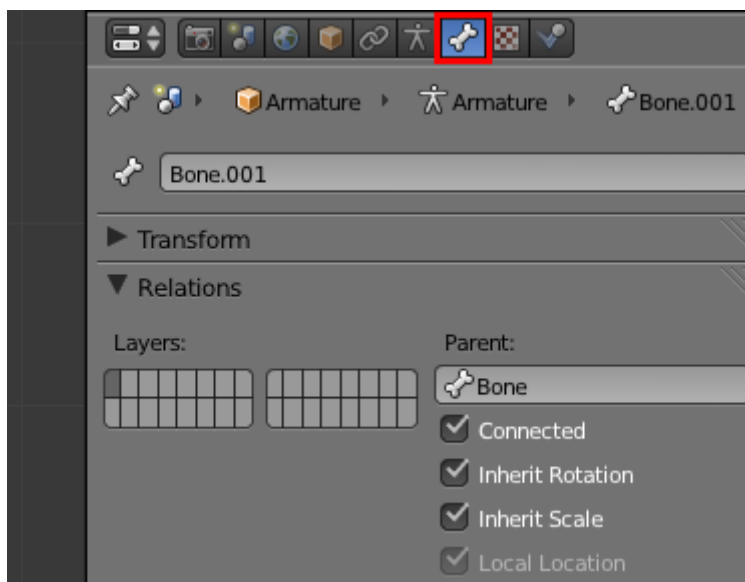 Armature Armature Bone.001
Bone.001
Transform
Relations
Layers: Parent:
Bone
Connected
Inherit Rotation
Inherit Scale
Local Location